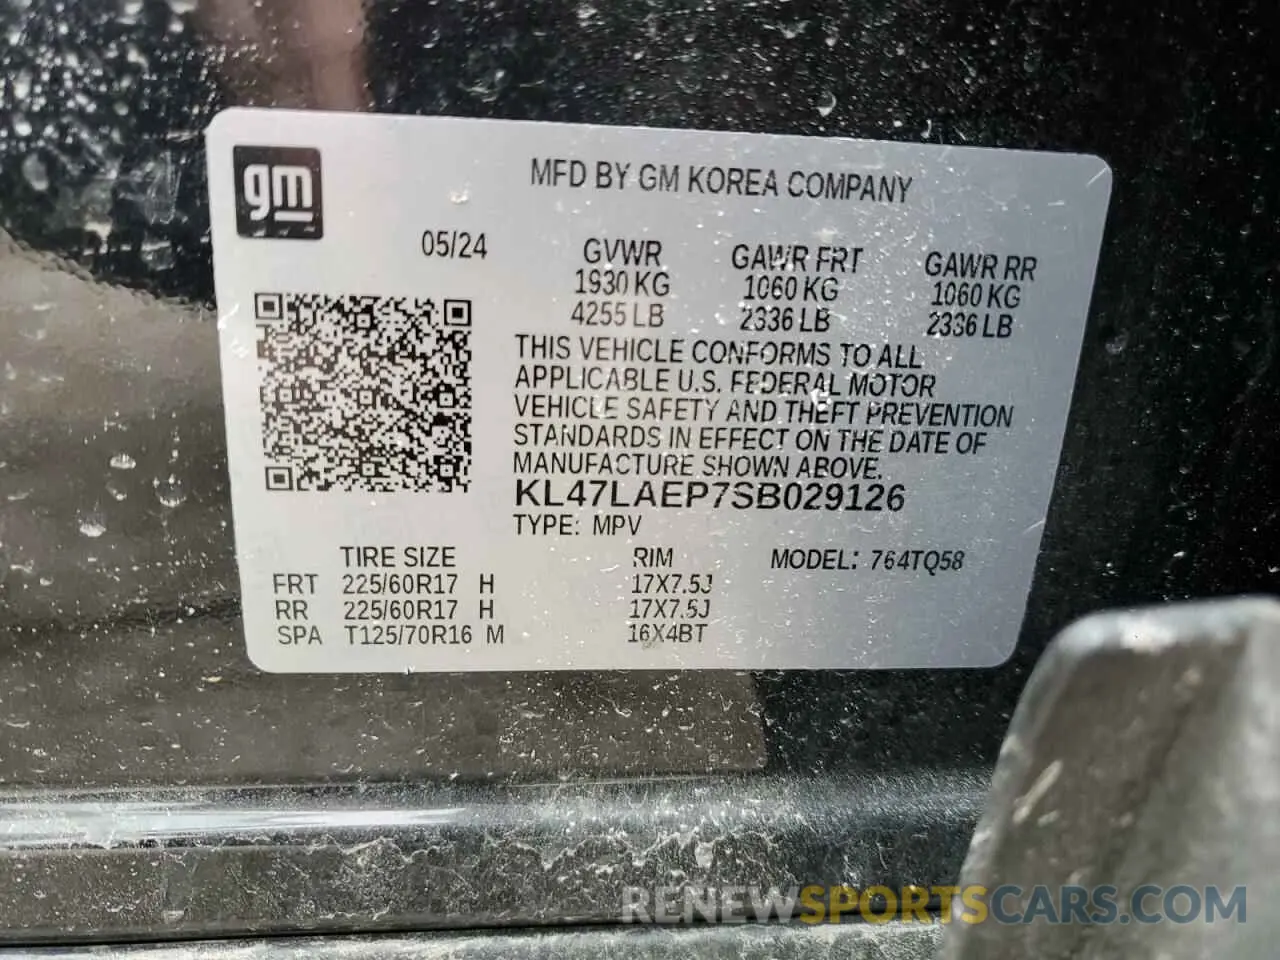 gm
MFD BY GM KOREA COMPANY
05/24
GVWR GAWR FRT GAWR RR
1930 KG 1060 KG 1060 KG
4255 LB 2336 LB 2336 LB
THIS VEHICLE CONFORMS TO ALL
APPLICABLE U.S. FEDERAL MOTOR
VEHICLE SAFETY AND THEFT PREVENTION
STANDARDS IN EFFECT ON THE DATE OF
MANUFACTURE SHOWN ABOVE.
KL47LAEP7SB029126
TYPE: MPV
TIRE SIZE RIM MODEL: 764TQ58
FRT 225/60R17 H 17X7.5J
RR 225/60R17 H 17X7.5J
SPA T125/70R16 M 16X4BT
RENEWSPORTSCARS.COM